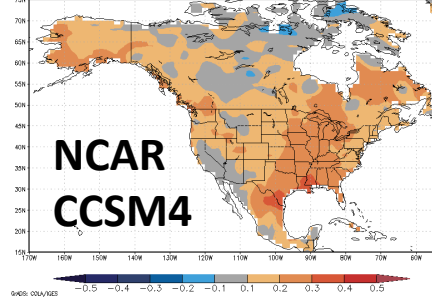 75N
70N
65N
60N
55N
50N
45N
40N
35N
30N
25N
20N
15N
NCAR
CCSM4
170W 160W 150W 140W 130W 120W 110W 100W 90W 80W 70W 60W
-0.5 -0.4 -0.3 -0.2 -0.1 0.1 0.2 0.3 0.4 0.5
GrADS: COLA/IGES